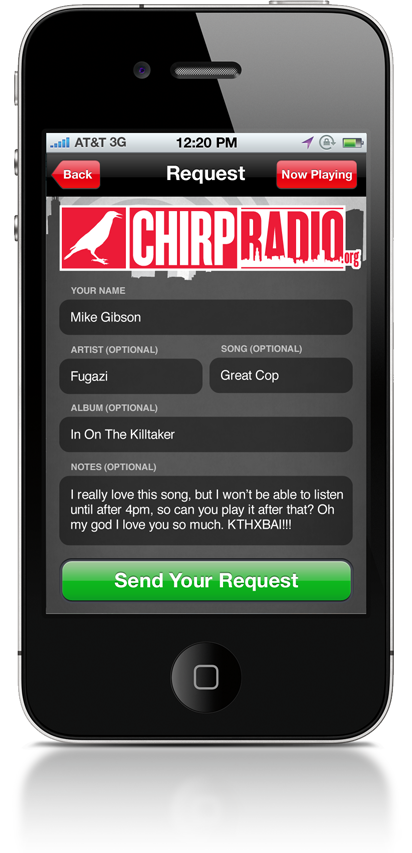 AT&T 3G 12:20 PM
Back Request Now Playing
CHIRP RADIO.org
YOUR NAME
Mike Gibson
ARTIST (OPTIONAL) SONG (OPTIONAL)
Fugazi Great Cop
ALBUM (OPTIONAL)
In On The Killtaker
NOTES (OPTIONAL)
I really love this song, but I won't be able to listen
until after 4pm, so can you play it after that? Oh
my god I love you so much. KTHXBAI!!!
Send Your Request